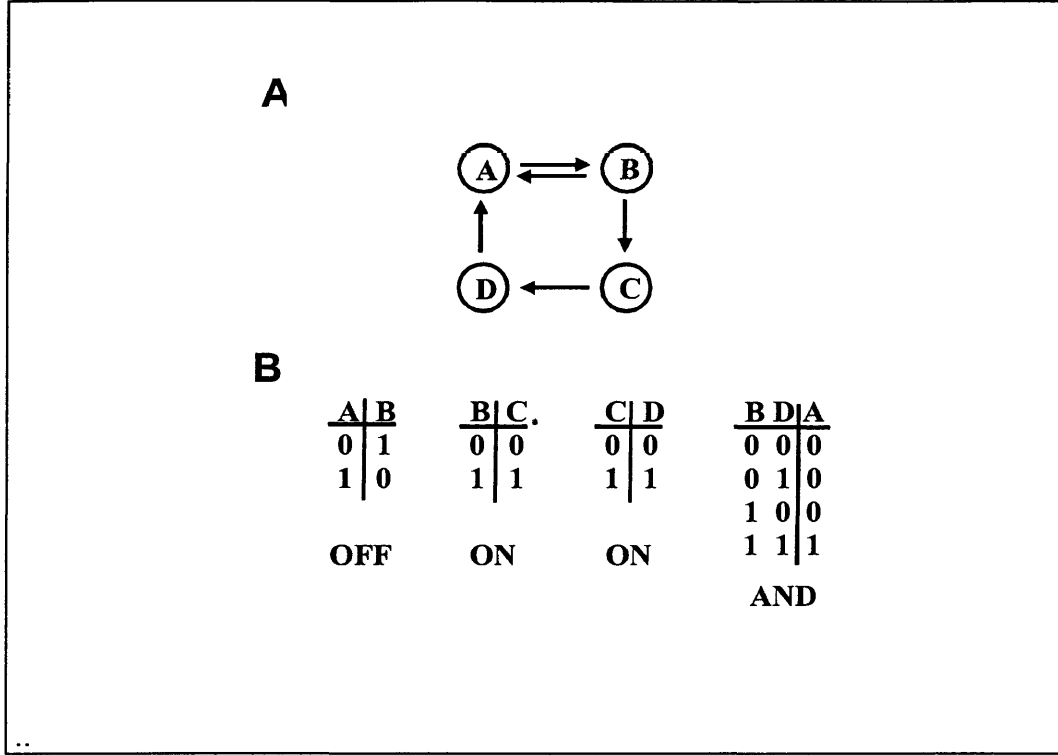 A
A B
D C
B
A B B C. C D B D A
0 1 0 0 0 0 0 0 0
1 0 1 1 1 1 0 1 0
1 0 0
1 1 1
OFF ON ON
AND